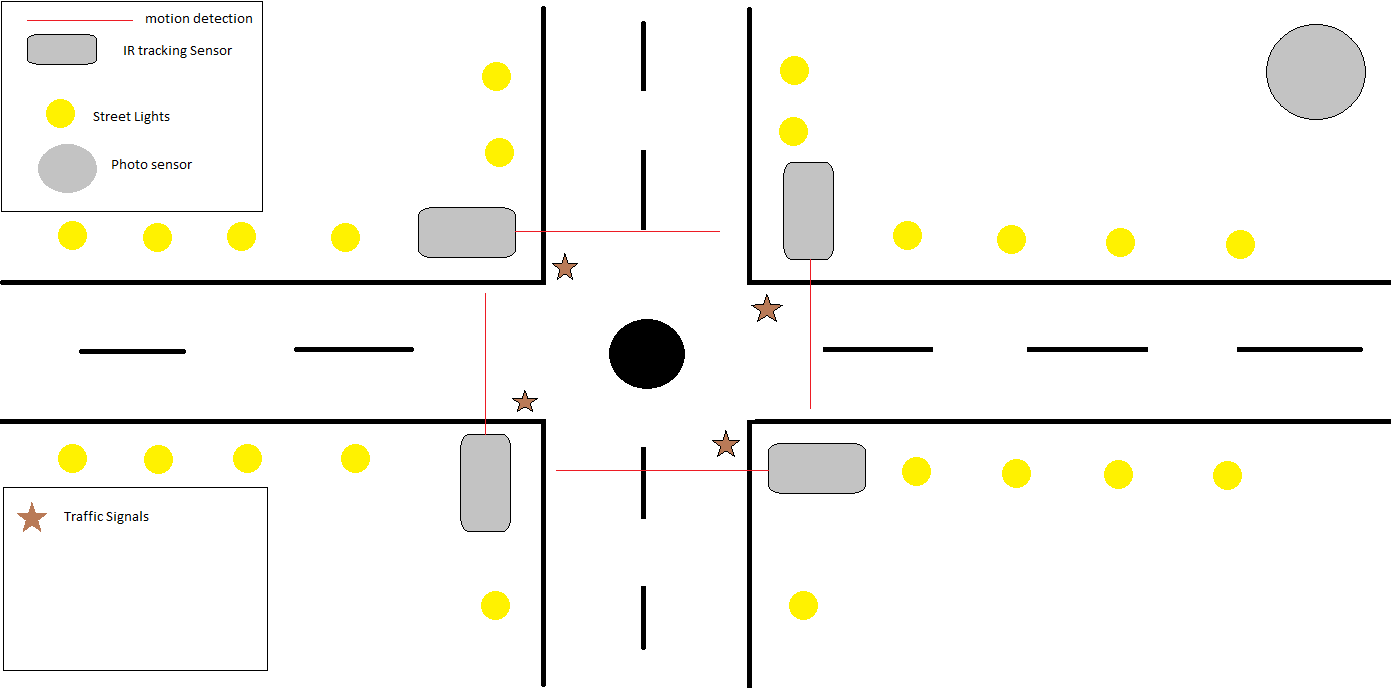 motion detection
IR tracking Sensor
Street Lights
Photo sensor
Traffic Signals